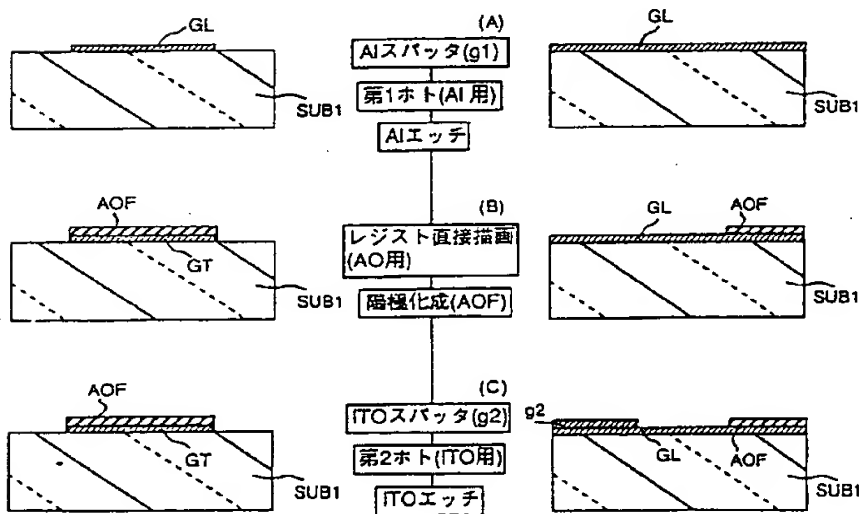 GL
SUB1
(A)
Alスパッタ(g1)
第1ホト(Al用)
Alエッチ
GL
SUB1
AOF
GT
SUB1
(B)
レジスト直接描画
(AO用)
陽極化成(AOF)
GL
AOF
SUB1
AOF
GT
SUB1
(C)
ITOスパッタ(g2)
第2ホト(ITO用)
ITOエッチ
g2
GL
AOF
SUB1